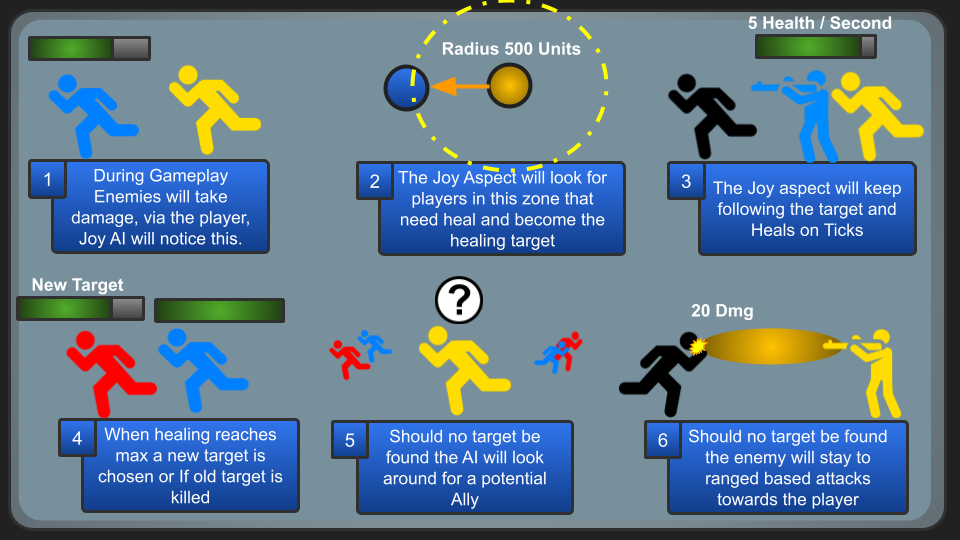 5 Health / Second
Radius 500 Units
1
During Gameplay
Enemies will take
damage, via the player,
Joy AI will notice this.
2
The Joy Aspect will look for
players in this zone that
need heal and become the
healing target
3
The Joy aspect will keep
following the target and
Heals on Ticks
New Target
?
20 Dmg
4
When healing reaches
max a new target is
chosen or If old target is
killed
5
Should no target be
found the AI will look
around for a potential
Ally
6
Should no target be found
the enemy will stay to
ranged based attacks
towards the player